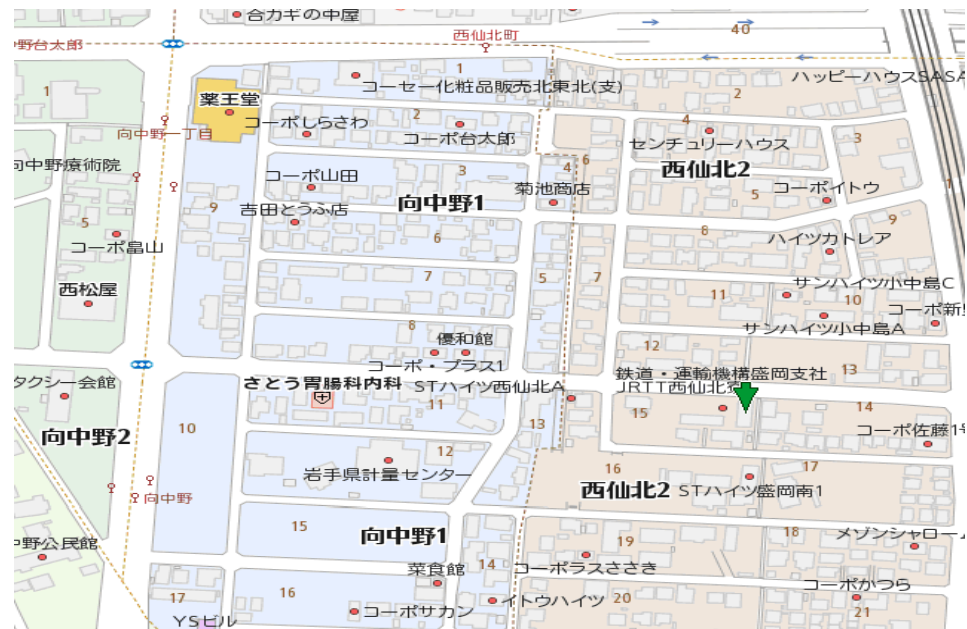 合カギの中屋
西仙北町
40
中野台太郎
1
コーセー化粧品販売北東北(支)
ハッピーハウスSASA
2
薬王堂
1
コーポしらさわ
2
コーポ台太郎
4
センチュリーハウス
3
向中野一丁目
向中野療術院
コーポ山田
3
4
6
西仙北2
菊池商店
5
コーポイトウ
1
向中野1
9
吉田とうふ店
6
8
ハイツカトレア
9
5
コーポ畠山
7
5
7
サンハイツ小中島C
11
10
コーポ新
西松屋
8
優和館
サンハイツ小中島A
12
13
コーポ・プラス1
タクシー会館
さとう胃腸科内科
STハイツ西仙北A
鉄道・運輸機構盛岡支社
JRTT西仙北
11
15
14
10
13
コーポ佐藤1号
向中野2
12
岩手県計量センター
16
17
西仙北2
STハイツ盛岡南1
向中野
15
向中野1
18
メゾンシャローム
中野公民館
19
菜食館
14
コーポラスささき
コーポかつら
17
16
イトウハイツ
20
21
コーポサカン
YSビル